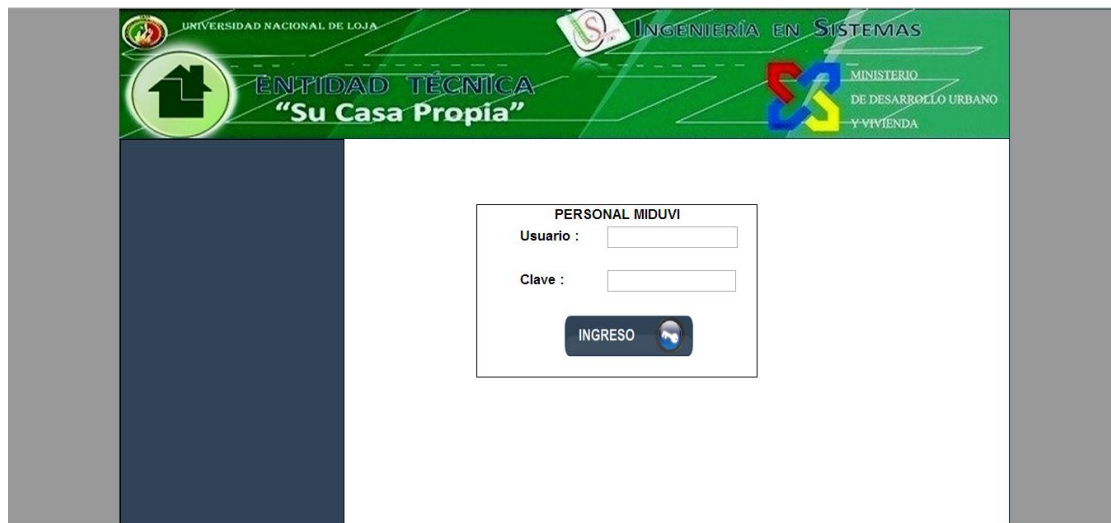 UNIVERSIDAD NACIONAL DE LOJA
INGENIERÍA EN SISTEMAS
ENTIDAD TÉCNICA
“Su Casa Propia”
MINISTERIO
DE DESARROLLO URBANO
Y VIVIENDA
PERSONAL MIDUVI
Usuario :
Clave :
INGRESO